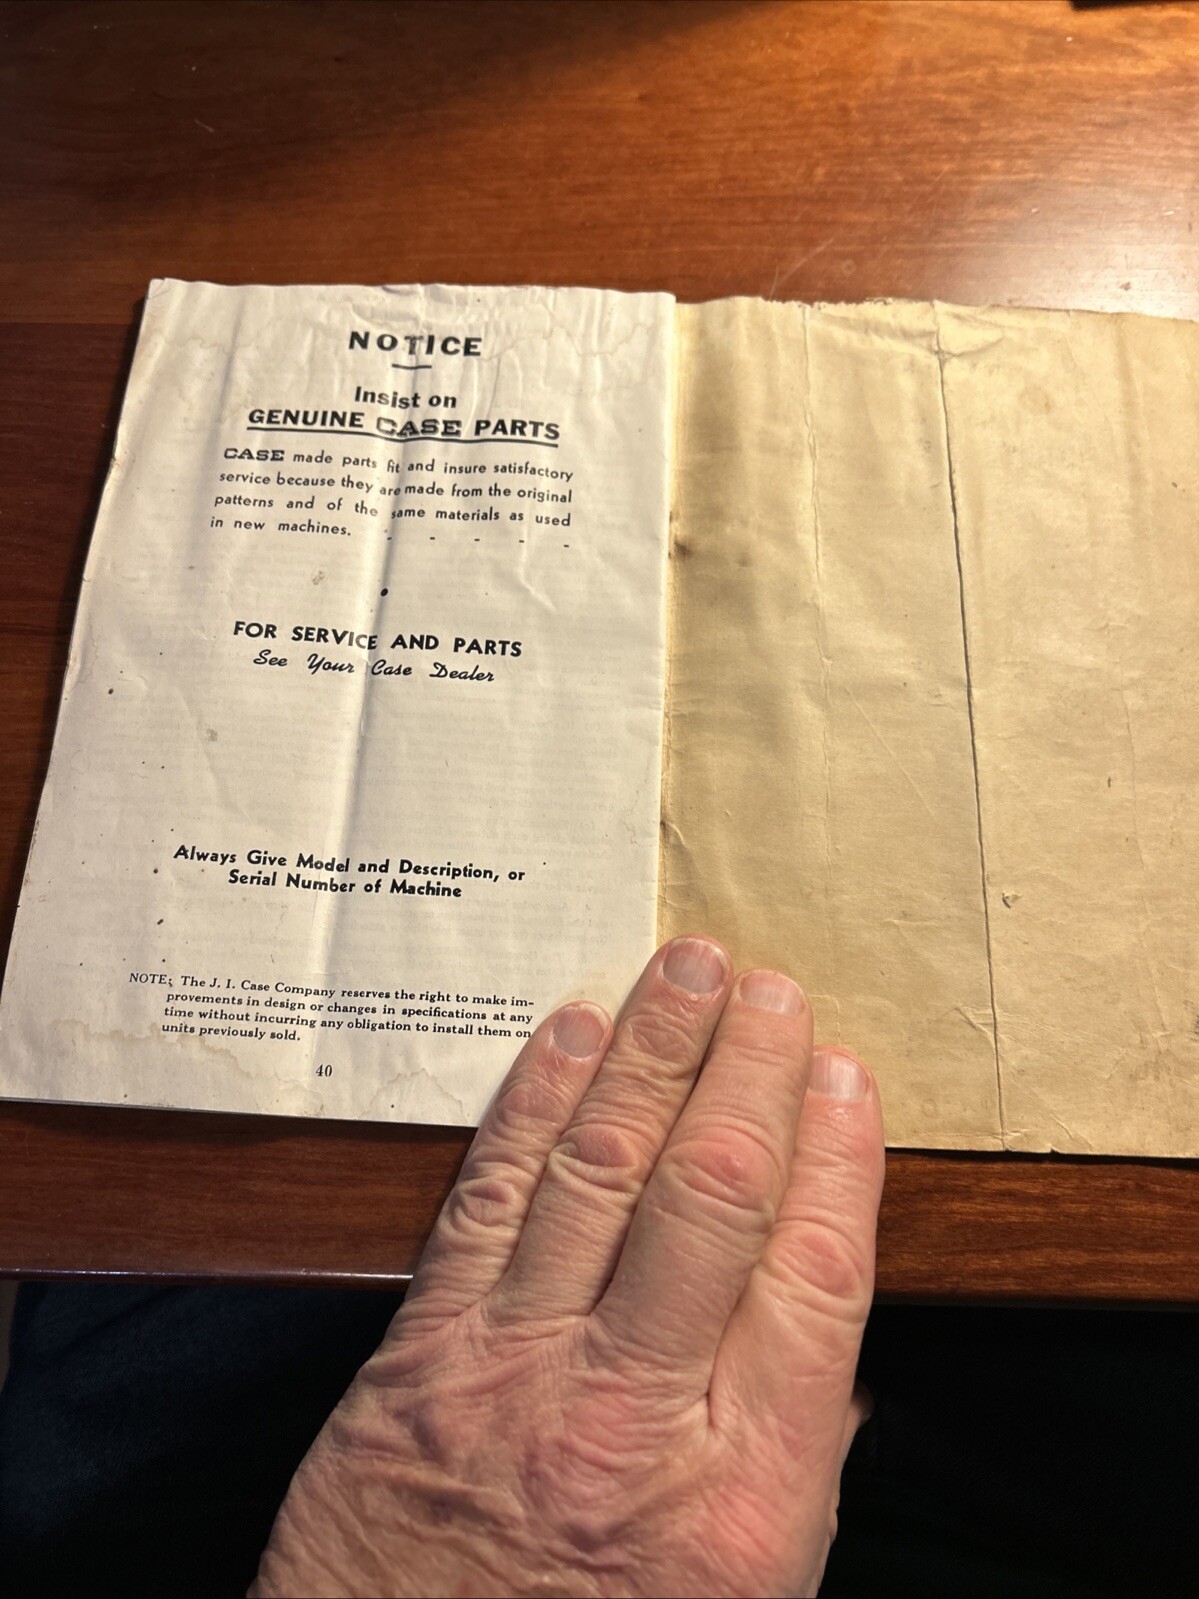 NOTICE
Insist on
GENUINE CASE PARTS
CASE made parts fit and insure satisfactory
service because they are made from the original
patterns and of the same materials as used
in new machines. - - - - -
FOR SERVICE AND PARTS
See Your Case Dealer
Always Give Model and Description, or
Serial Number of Machine
NOTE: The J. I. Case Company reserves the right to make im-
provements in design or changes in specifications at any
time without incurring any obligation to install them on
units previously sold.
40